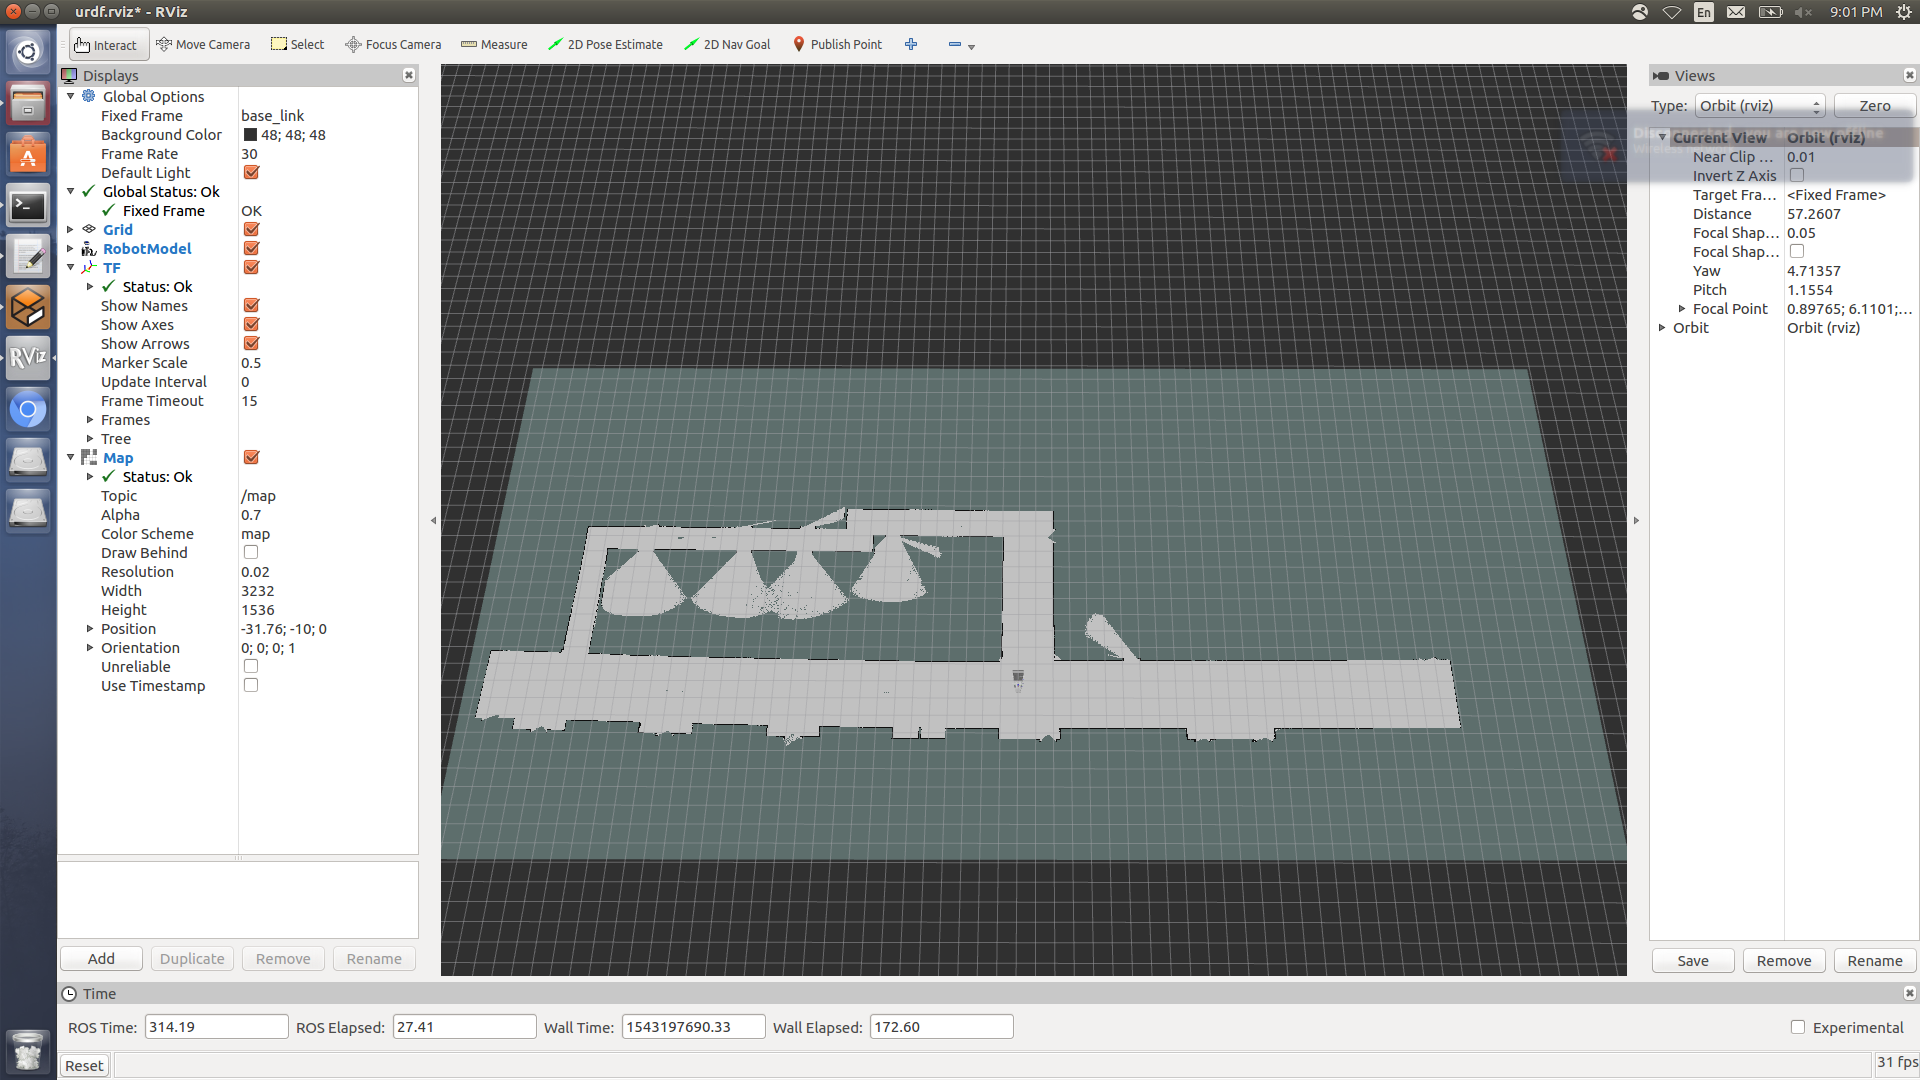 urdf.rviz* - RViz
En
9:01 PM
Interact
Move Camera
Select
Focus Camera
Measure
2D Pose Estimate
2D Nav Goal
Publish Point
Displays
Global Options
Fixed Frame base_link
Background Color 48; 48; 48
Frame Rate 30
Default Light
Global Status: Ok
Fixed Frame OK
Grid
RobotModel
TF
Status: Ok
Show Names
Show Axes
Show Arrows
Marker Scale 0.5
Update Interval 0
Frame Timeout 15
Frames
Tree
Map
Status: Ok
Topic /map
Alpha 0.7
Color Scheme map
Draw Behind
Resolution 0.02
Width 3232
Height 1536
Position -31.76; -10; 0
Orientation 0; 0; 0; 1
Unreliable
Use Timestamp
Add
Duplicate
Remove
Rename
RViz
Views
Type: Orbit (rviz) Zero
Current View Orbit (rviz)
Near Clip ... 0.01
Invert Z Axis
Target Fra... <Fixed Frame>
Distance 57.2607
Focal Shap... 0.05
Focal Shap...
Yaw 4.71357
Pitch 1.1554
Focal Point 0.89765; 6.1101;...
Orbit Orbit (rviz)
Save
Remove
Rename
Time
ROS Time: 314.19
ROS Elapsed: 27.41
Wall Time: 1543197690.33
Wall Elapsed: 172.60
Experimental
Reset
31 fps